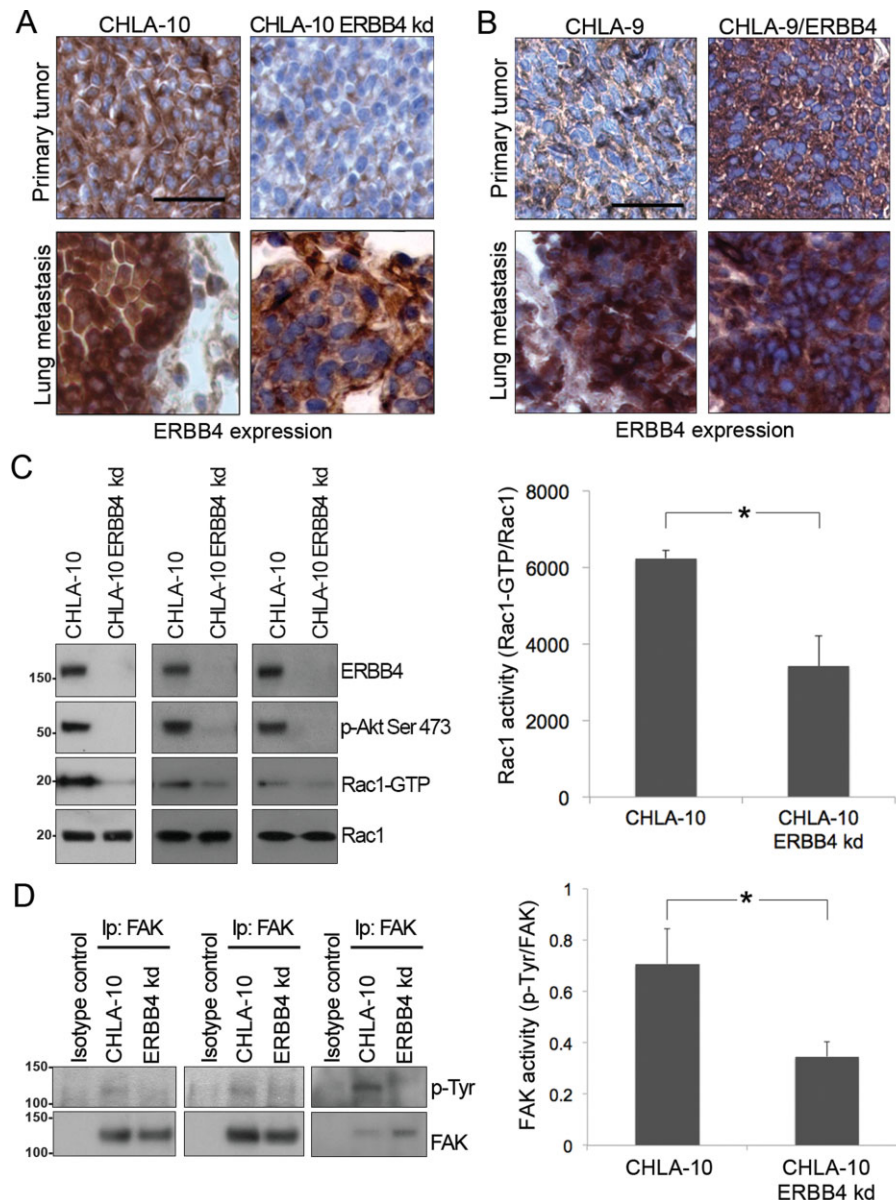 A
CHLA-10
CHLA-10 ERBB4 kd
Primary tumor
Lung metastasis
ERBB4 expression
B
CHLA-9
CHLA-9/ERBB4
Primary tumor
Lung metastasis
ERBB4 expression
C
CHLA-10
CHLA-10 ERBB4 kd
CHLA-10
CHLA-10 ERBB4 kd
CHLA-10
CHLA-10 ERBB4 kd
150
ERBB4
50
p-Akt Ser 473
20
Rac1-GTP
20
Rac1
Rac1 activity (Rac1-GTP/Rac1)
8000
6000
4000
2000
0
*
CHLA-10
CHLA-10
ERBB4 kd
D
Ip: FAK
Ip: FAK
Ip: FAK
Isotype control
CHLA-10
ERBB4 kd
Isotype control
CHLA-10
ERBB4 kd
Isotype control
CHLA-10
ERBB4 kd
150
100
p-Tyr
150
100
FAK
FAK activity (p-Tyr/FAK)
1
0.8
0.6
0.4
0.2
0
*
CHLA-10
CHLA-10
ERBB4 kd